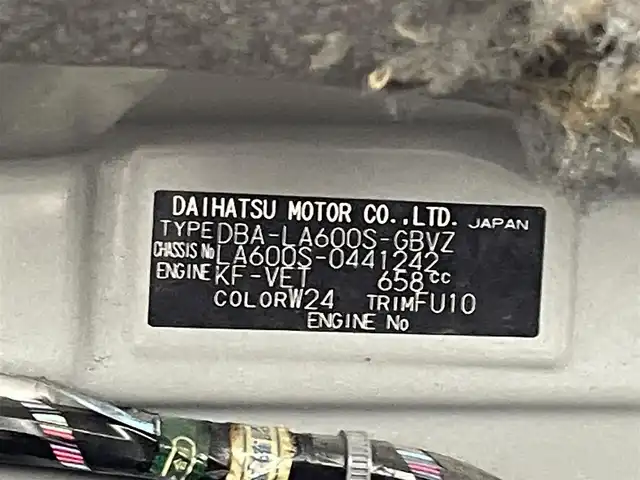 DAIHATSU MOTOR CO.,LTD. JAPAN
TYPE DBA-LA600S-GBVZ
CHASSIS No LA600S-0441242
ENGINE KF-VET 658 cc
COLOR W24 TRIM FU10
ENGINE No